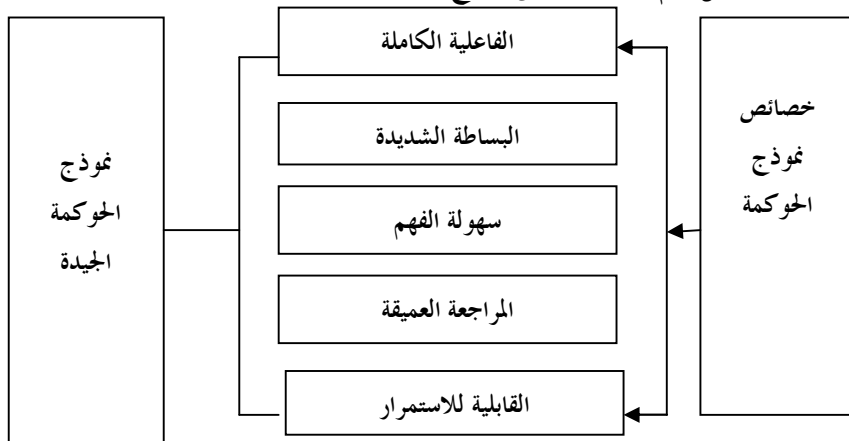 الفاعلية الكاملة
خصائص
نموذج
الحوكمة
البساطة الشديدة
سهولة الفهم
المراجعة العميقة
القابلية للاستمرار
نموذج
الحوكمة
الجيدة